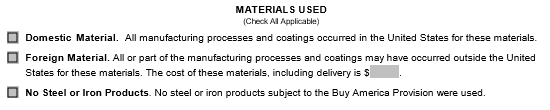 MATERIALS USED
(Check All Applicable)
Domestic Material. All manufacturing processes and coatings occurred in the United States for these materials.
Foreign Material. All or part of the manufacturing processes and coatings may have occurred outside the United
States for these materials. The cost of these materials, including delivery is $ .
No Steel or Iron Products. No steel or iron products subject to the Buy America Provision were used.